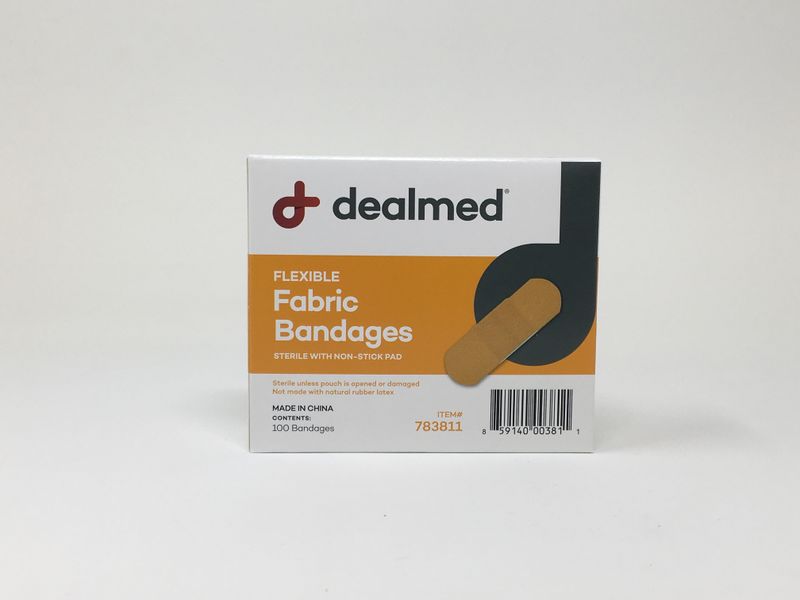 dealmed®
FLEXIBLE
Fabric
Bandages
STERILE WITH NON-STICK PAD
Sterile unless pouch is opened or damaged
Not made with natural rubber latex
MADE IN CHINA
CONTENTS:
100 Bandages
ITEM#
783811
8 59140 00381 1